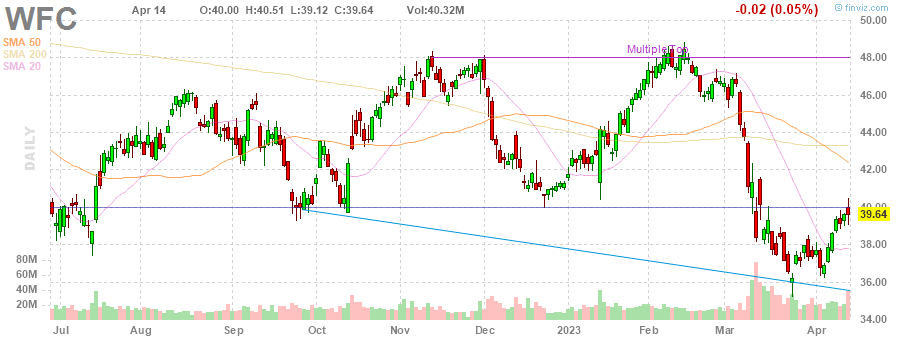 WFC Apr 14 O:40.00 H:40.51 L:39.12 C:39.64 Vol:40.32M -0.02 (0.05%) © finviz.com
SMA 50
SMA 200
SMA 20
DAILY
Multiple Top
50.00
48.00
46.00
44.00
42.00
40.00
39.64
38.00
36.00
34.00
80M
60M
40M
20M
Jul Aug Sep Oct Nov Dec 2023 Feb Mar Apr